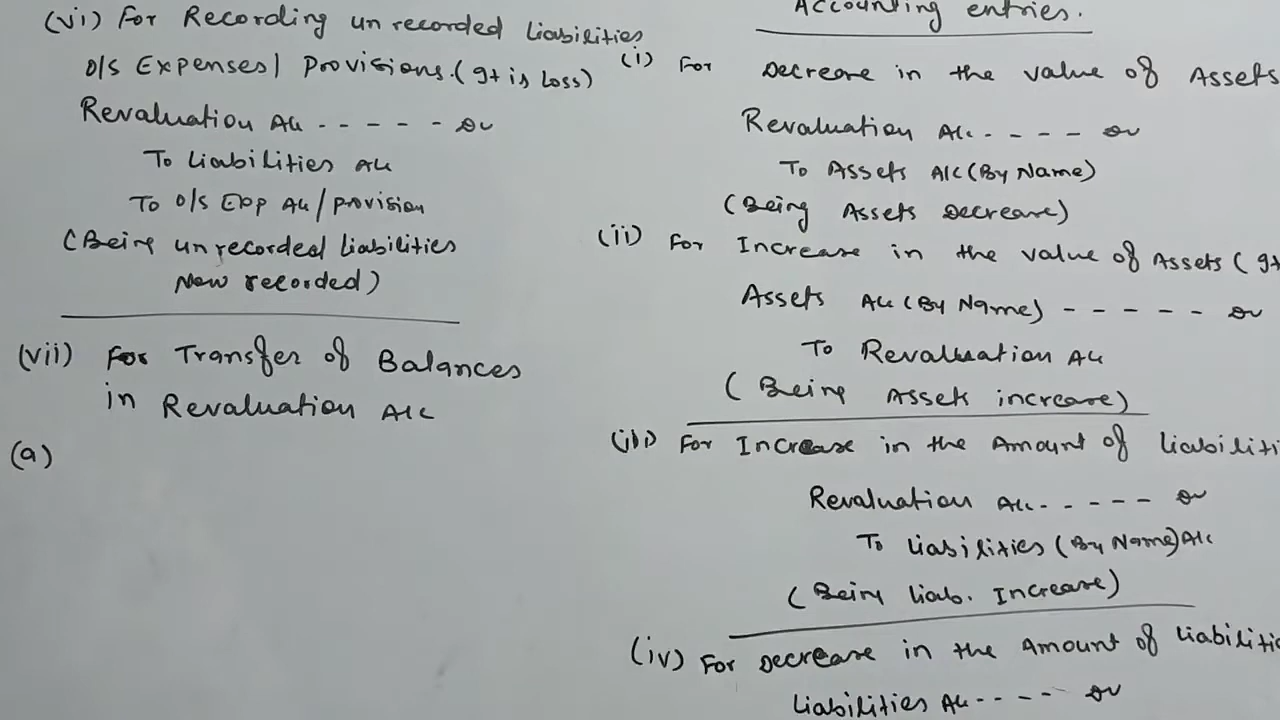 (vi) For Recording unrecorded Liabilities
O/S Expenses / Provisions. (It is Loss)
Revaluation A/c - - - - - Dr
To Liabilities A/c
To O/S Exp A/c / provision
(Being unrecorded Liabilities
Now recorded)
(vii) For Transfer of Balances
in Revaluation A/c
(a)
Accounting entries.
(i) For Decrease in the value of Assets
Revaluation A/c. - - - - Dr
To Assets A/c (By Name)
(Being Assets Decrease)
(ii) For Increase in the value of Assets (It
Assets A/c (By Name) - - - - - Dr
To Revaluation A/c
(Being Assets increase)
(iii) For Increase in the Amount of Liabiliti
Revaluation A/c - - - - - Dr
To Liabilities (By Name) A/c
(Being Liab. Increase)
(iv) For Decrease in the Amount of Liabilitie
Liabilities A/c - - - - - Dr